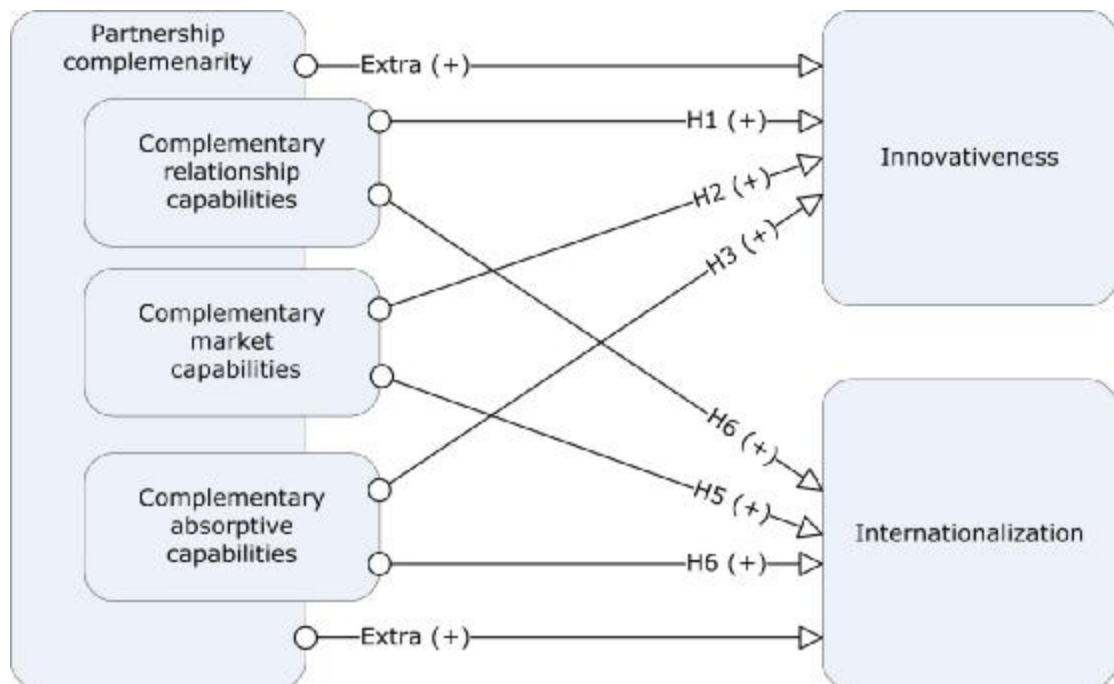 Partnership
complemenarity
Extra (+)
H1 (+)
Complementary
relationship
capabilities
Innovativeness
H2 (+)
H3 (+)
Complementary
market
capabilities
H6 (+)
H5 (+)
Complementary
absorptive
capabilities
Internationalization
H6 (+)
Extra (+)